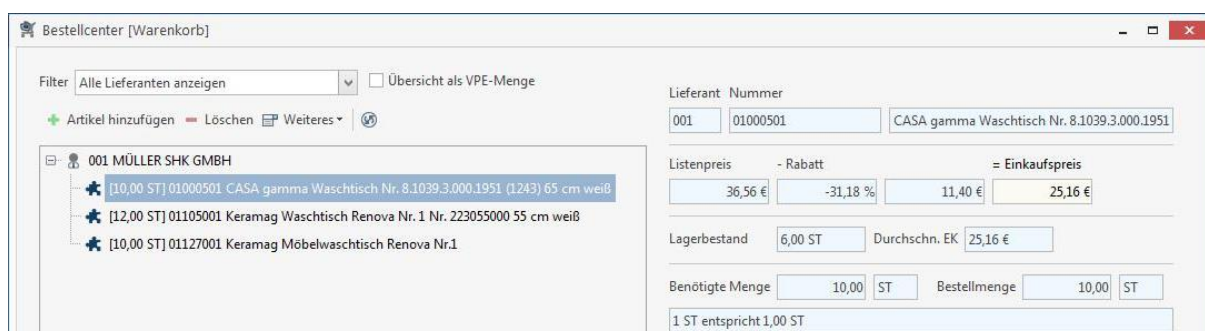 Bestellcenter [Warenkorb]
Filter Alle Lieferanten anzeigen Übersicht als VPE-Menge
Artikel hinzufügen Löschen Weiteres
001 MÜLLER SHK GMBH
[10,00 ST] 01000501 CASA gamma Waschtisch Nr. 8.1039.3.000.1951 (1243) 65 cm weiß
[12,00 ST] 01105001 Keramag Waschtisch Renova Nr. 1 Nr. 223055000 55 cm weiß
[10,00 ST] 01127001 Keramag Möbelwaschtisch Renova Nr.1
Lieferant Nummer
001 01000501 CASA gamma Waschtisch Nr. 8.1039.3.000.1951
Listenpreis - Rabatt = Einkaufspreis
36,56 € -31,18 % 11,40 € 25,16 €
Lagerbestand 6,00 ST Durchschn. EK 25,16 €
Benötigte Menge 10,00 ST Bestellmenge 10,00 ST
1 ST entspricht 1,00 ST